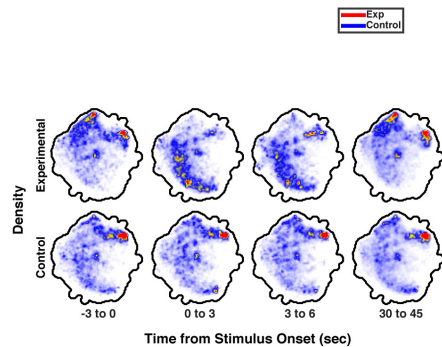 Exp
Control
Density
Experimental
Control
-3 to 0
0 to 3
3 to 6
30 to 45
Time from Stimulus Onset (sec)